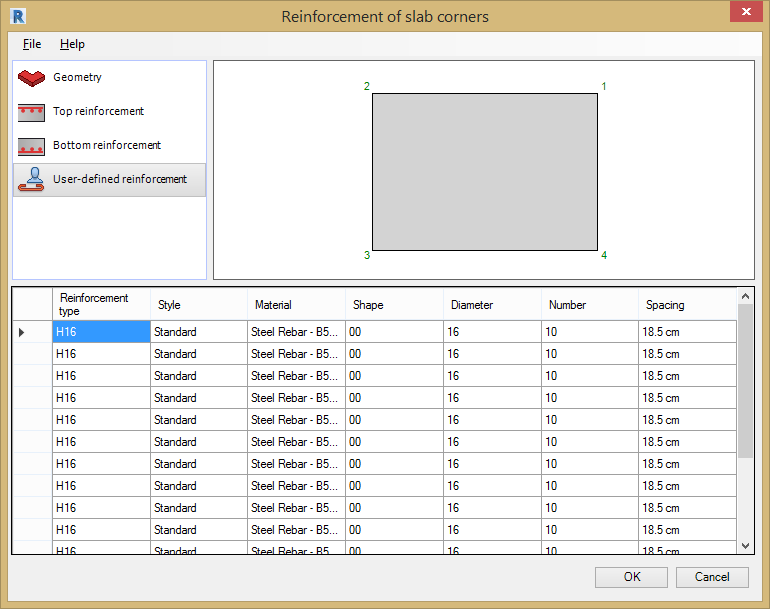 R
Reinforcement of slab corners
File Help
Geometry
Top reinforcement
Bottom reinforcement
User-defined reinforcement
2 1
3 4
Reinforcement type Style Material Shape Diameter Number Spacing
H16 Standard Steel Rebar - B5... 00 16 10 18.5 cm
H16 Standard Steel Rebar - B5... 00 16 10 18.5 cm
H16 Standard Steel Rebar - B5... 00 16 10 18.5 cm
H16 Standard Steel Rebar - B5... 00 16 10 18.5 cm
H16 Standard Steel Rebar - B5... 00 16 10 18.5 cm
H16 Standard Steel Rebar - B5... 00 16 10 18.5 cm
H16 Standard Steel Rebar - B5... 00 16 10 18.5 cm
H16 Standard Steel Rebar - B5... 00 16 10 18.5 cm
H16 Standard Steel Rebar - B5... 00 16 10 18.5 cm
H16 Standard Steel Rebar - B5... 00 16 10 18.5 cm
H16 Standard Steel Rebar - B5... 00 16 10 18.5 cm
OK Cancel